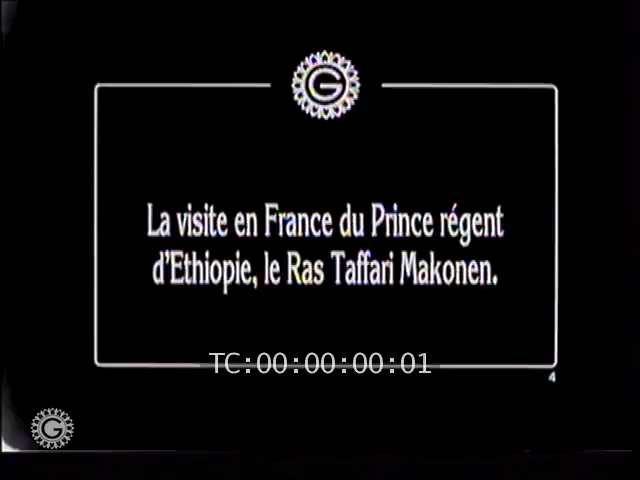 G
La visite en France du Prince régent
d'Ethiopie, le Ras Taffari Makonen.
TC:00:00:00:01
4
G